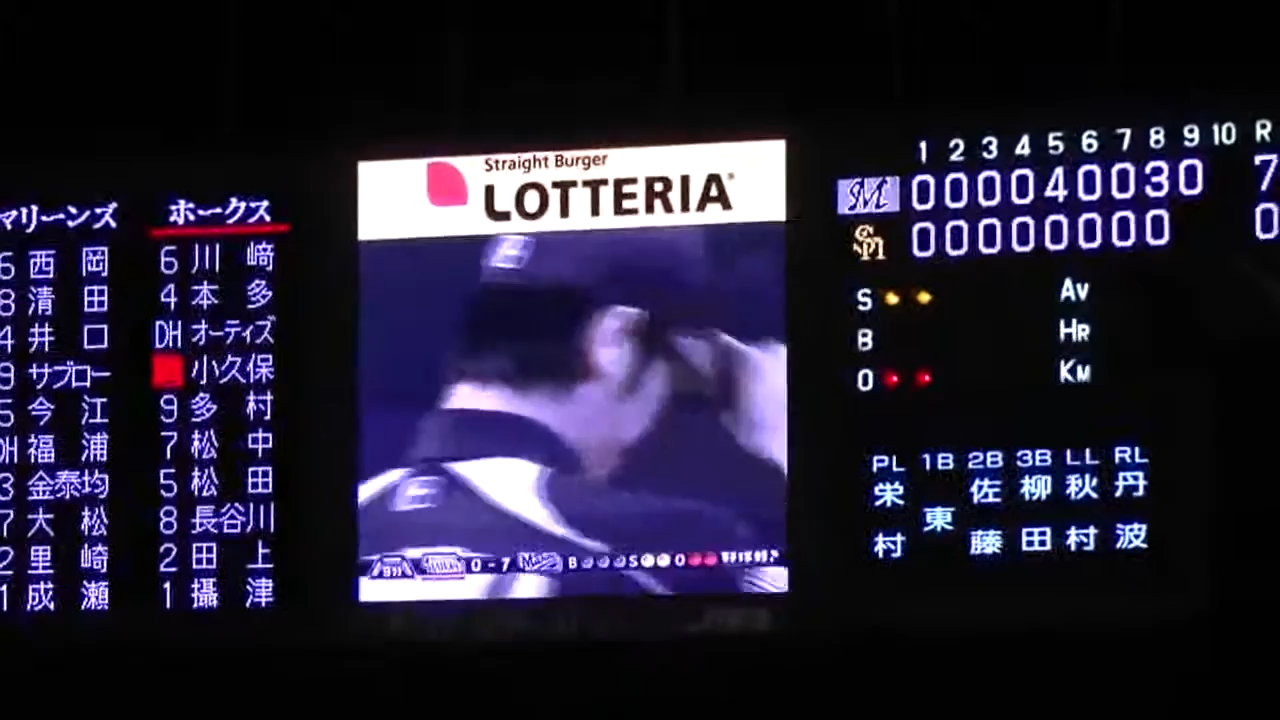 マリーンズ
6 西岡
8 清田
4 井口
9 サブロー
5 今江
DH 福浦
3 金泰均
7 大松
2 里崎
1 成瀬
ホークス
6 川﨑
4 本多
DH オーティズ
小久保
9 多村
7 松中
5 松田
8 長谷川
2 田上
1 攝津
Straight Burger
LOTTERIA
0-7
B S O
1 2 3 4 5 6 7 8 9 10 R
M 0 0 0 0 4 0 0 3 0 7
0 0 0 0 0 0 0 0 0
S AV
B HR
O KM
PL 1B 2B 3B LL RL
栄村 東 佐藤 柳田 秋村 丹波